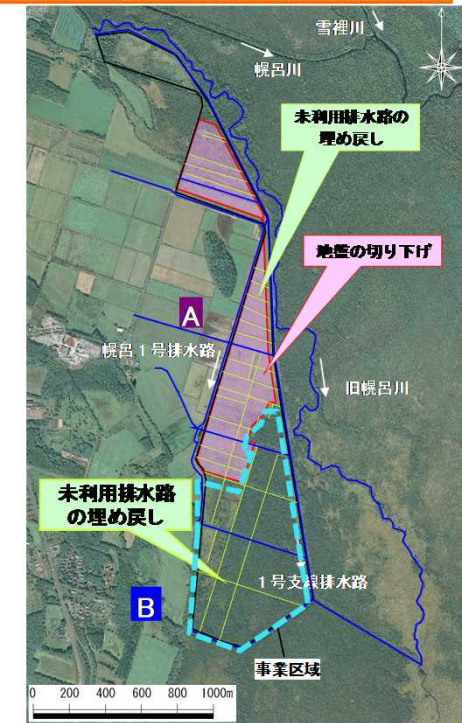 雪裡川
幌呂川
未利用排水路の
埋め戻し
地盤の切り下げ
A
幌呂1号排水路
旧幌呂川
未利用排水路
の埋め戻し
1号支線排水路
B
事業区域
0 200 400 600 800 1000m